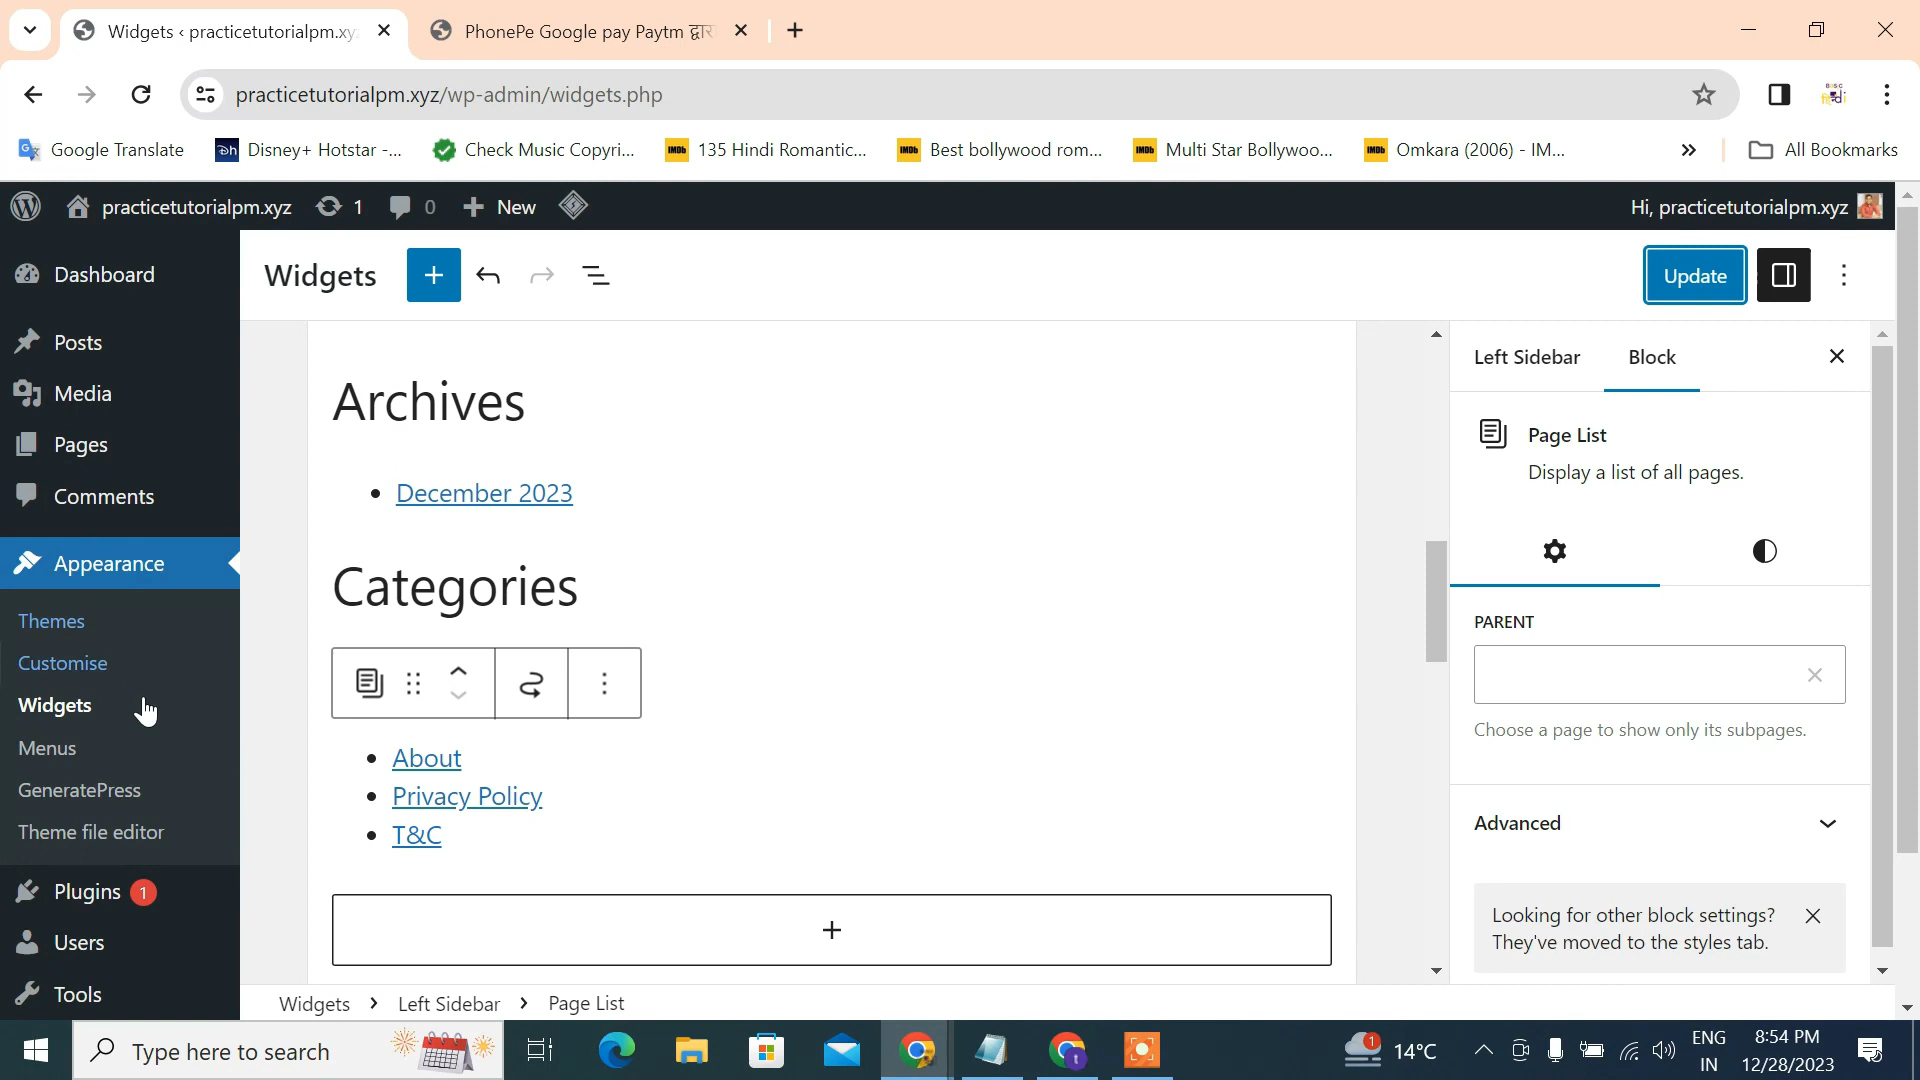 Widgets ‹ practicetutorialpm.xy
PhonePe Google pay Paytm द्वारा
practicetutorialpm.xyz/wp-admin/widgets.php
Google Translate
Disney+ Hotstar -...
Check Music Copyri...
135 Hindi Romantic...
Best bollywood rom...
Multi Star Bollywoo...
Omkara (2006) - IM...
All Bookmarks
practicetutorialpm.xyz
1
0
New
Hi, practicetutorialpm.xyz
Dashboard
Posts
Media
Pages
Comments
Appearance
Themes
Customise
Widgets
Menus
GeneratePress
Theme file editor
Plugins 1
Users
Tools
Widgets
Update
Archives
December 2023
Categories
About
Privacy Policy
T&C
Left Sidebar
Block
Page List
Display a list of all pages.
PARENT
Choose a page to show only its subpages.
Advanced
Looking for other block settings?
They've moved to the styles tab.
Widgets
Left Sidebar
Page List
Type here to search
1
14°C
ENG
IN
8:54 PM
12/28/2023